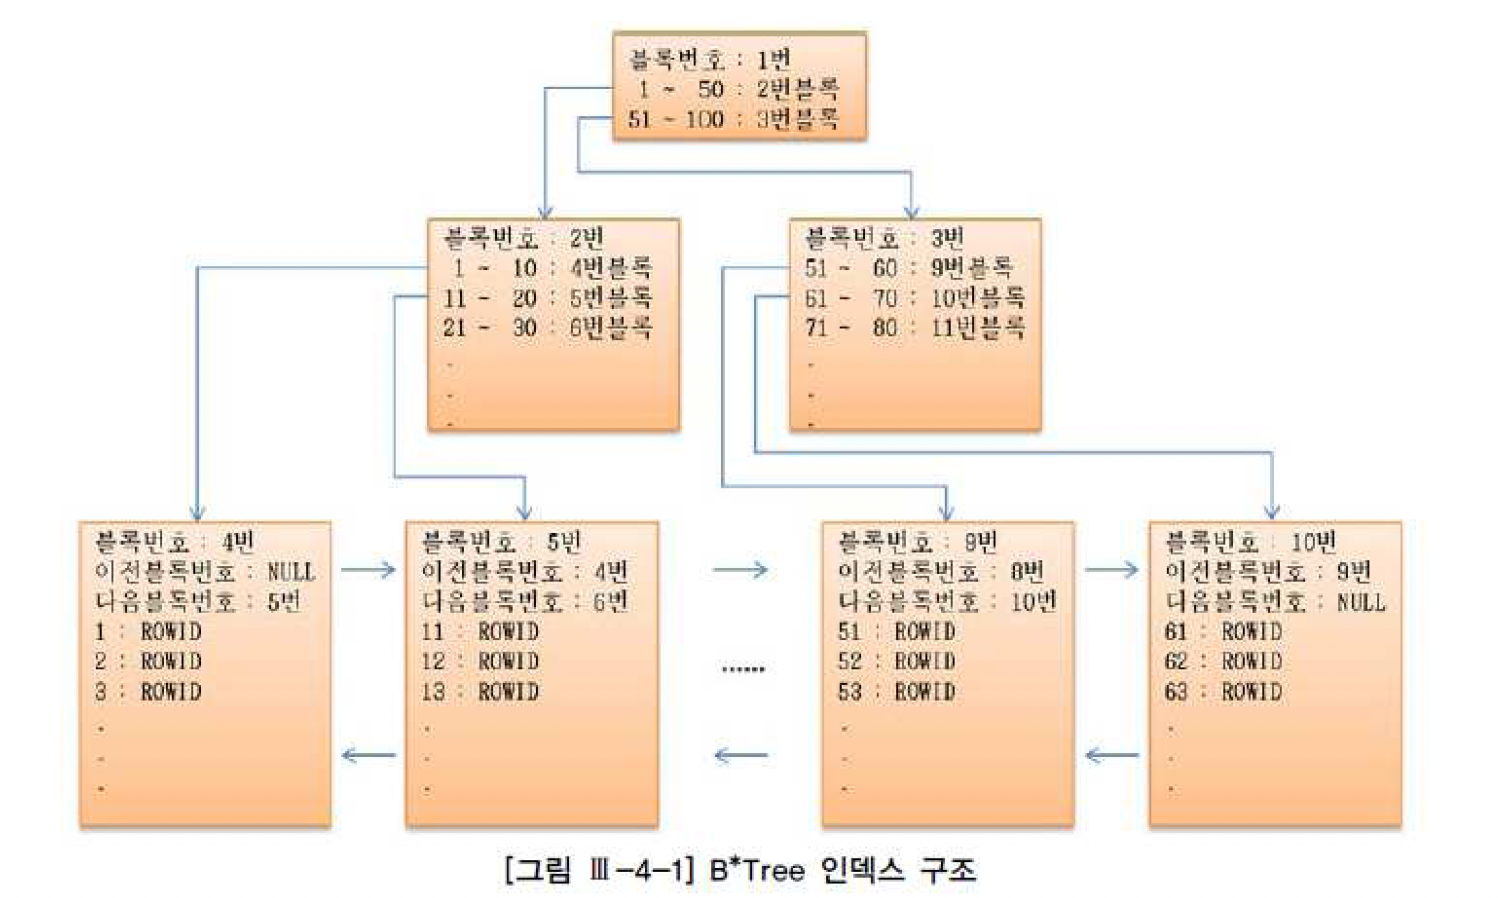 블록번호 : 1번
1 ~ 50 : 2번블록
51 ~ 100 : 3번블록
블록번호 : 2번
1 ~ 10 : 4번블록
11 ~ 20 : 5번블록
21 ~ 30 : 6번블록
.
.
.
블록번호 : 3번
51 ~ 60 : 9번블록
61 ~ 70 : 10번블록
71 ~ 80 : 11번블록
.
.
.
블록번호 : 4번
이전블록번호 : NULL
다음블록번호 : 5번
1 : ROWID
2 : ROWID
3 : ROWID
.
.
.
블록번호 : 5번
이전블록번호 : 4번
다음블록번호 : 6번
11 : ROWID
12 : ROWID
13 : ROWID
.
.
.
......
블록번호 : 9번
이전블록번호 : 8번
다음블록번호 : 10번
51 : ROWID
52 : ROWID
53 : ROWID
.
.
.
블록번호 : 10번
이전블록번호 : 9번
다음블록번호 : NULL
61 : ROWID
62 : ROWID
63 : ROWID
.
.
.
[그림 Ⅲ-4-1] B*Tree 인덱스 구조